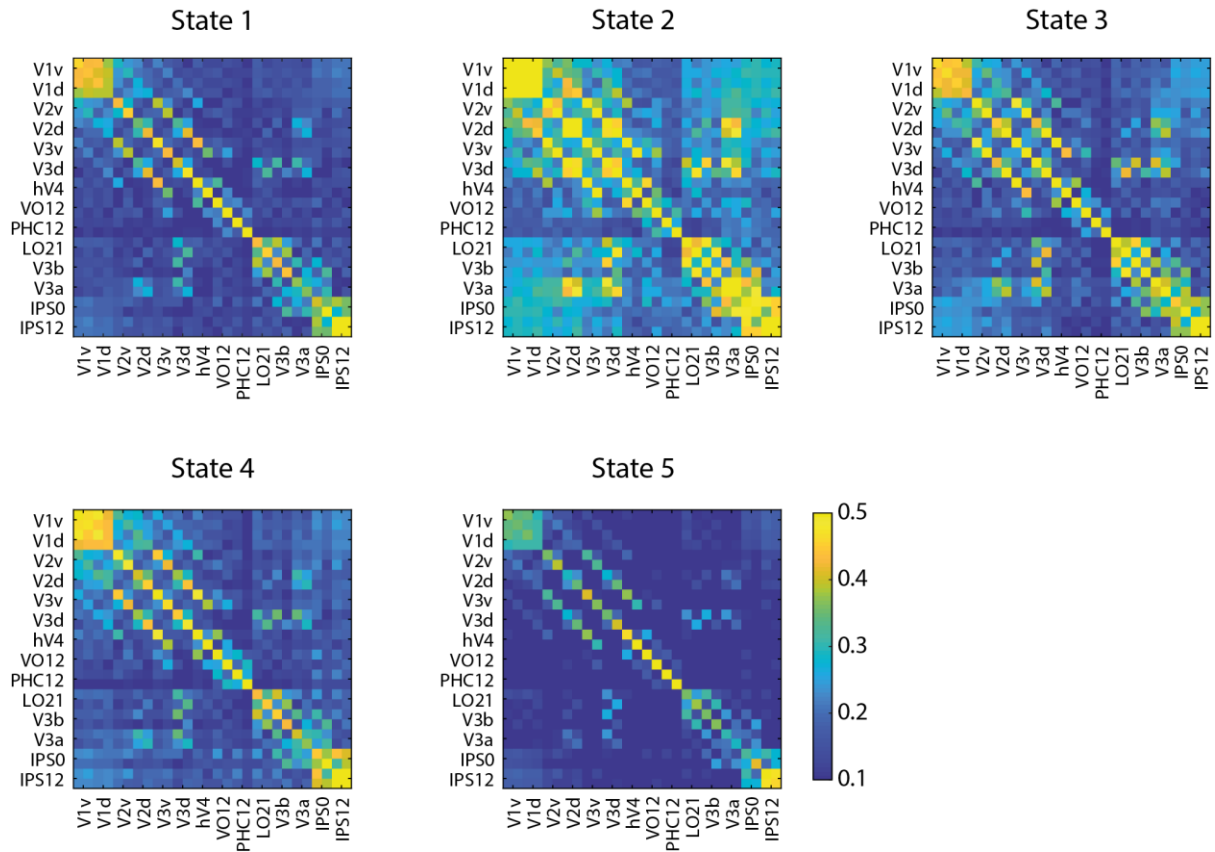 State 1
V1v
V1d
V2v
V2d
V3v
V3d
hV4
VO12
PHC12
LO21
V3b
V3a
IPS0
IPS12
V1v V1d V2v V2d V3v V3d hV4 VO12 PHC12 LO21 V3b V3a IPS0 IPS12
State 2
V1v
V1d
V2v
V2d
V3v
V3d
hV4
VO12
PHC12
LO21
V3b
V3a
IPS0
IPS12
V1v V1d V2v V2d V3v V3d hV4 VO12 PHC12 LO21 V3b V3a IPS0 IPS12
State 3
V1v
V1d
V2v
V2d
V3v
V3d
hV4
VO12
PHC12
LO21
V3b
V3a
IPS0
IPS12
V1v V1d V2v V2d V3v V3d hV4 VO12 PHC12 LO21 V3b V3a IPS0 IPS12
State 4
V1v
V1d
V2v
V2d
V3v
V3d
hV4
VO12
PHC12
LO21
V3b
V3a
IPS0
IPS12
V1v V1d V2v V2d V3v V3d hV4 VO12 PHC12 LO21 V3b V3a IPS0 IPS12
State 5
V1v
V1d
V2v
V2d
V3v
V3d
hV4
VO12
PHC12
LO21
V3b
V3a
IPS0
IPS12
V1v V1d V2v V2d V3v V3d hV4 VO12 PHC12 LO21 V3b V3a IPS0 IPS12
0.5
0.4
0.3
0.2
0.1